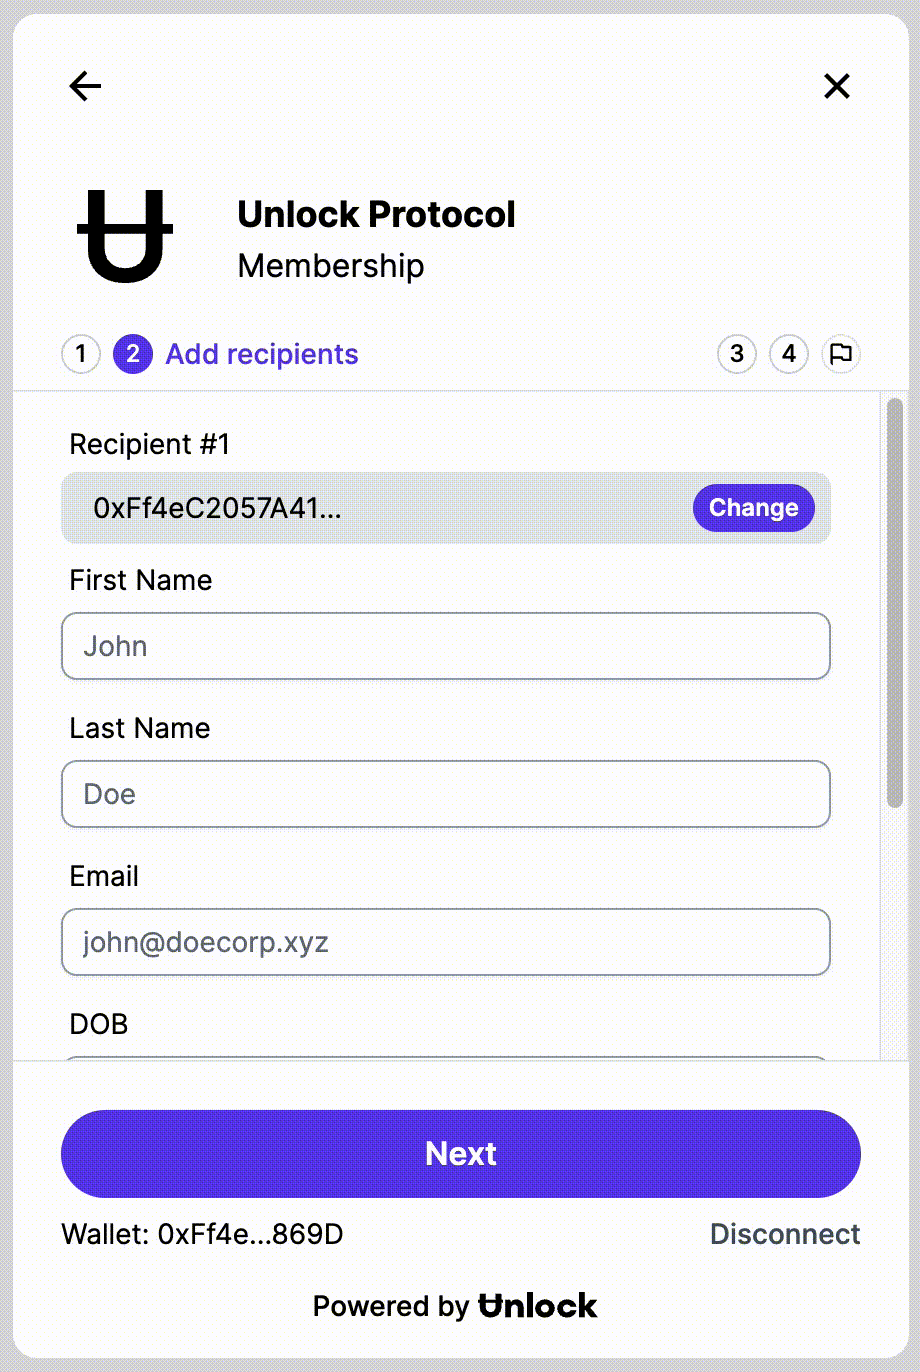 Unlock Protocol
Membership
1 2 Add recipients 3 4
Recipient #1
0xFf4eC2057A41... Change
First Name
John
Last Name
Doe
Email
john@doecorp.xyz
DOB
Next
Wallet: 0xFf4e...869D Disconnect
Powered by Unlock